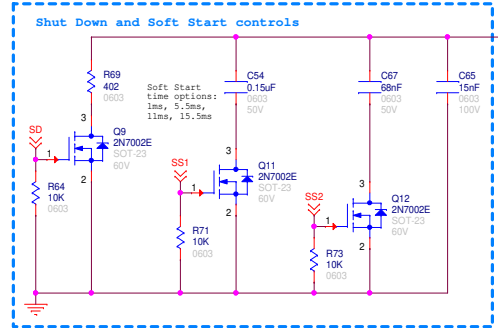 Shut Down and Soft Start controls
R69
402
0603
Soft Start
time options:
1ms, 5.5ms,
11ms, 15.5ms
C54
0.15uF
0603
50V
C67
68nF
0603
50V
C65
15nF
0603
100V
SD
1
3
2
Q9
2N7002E
SOT-23
60V
R64
10K
0603
SS1
1
3
2
Q11
2N7002E
SOT-23
60V
R71
10K
0603
SS2
1
3
2
Q12
2N7002E
SOT-23
60V
R73
10K
0603